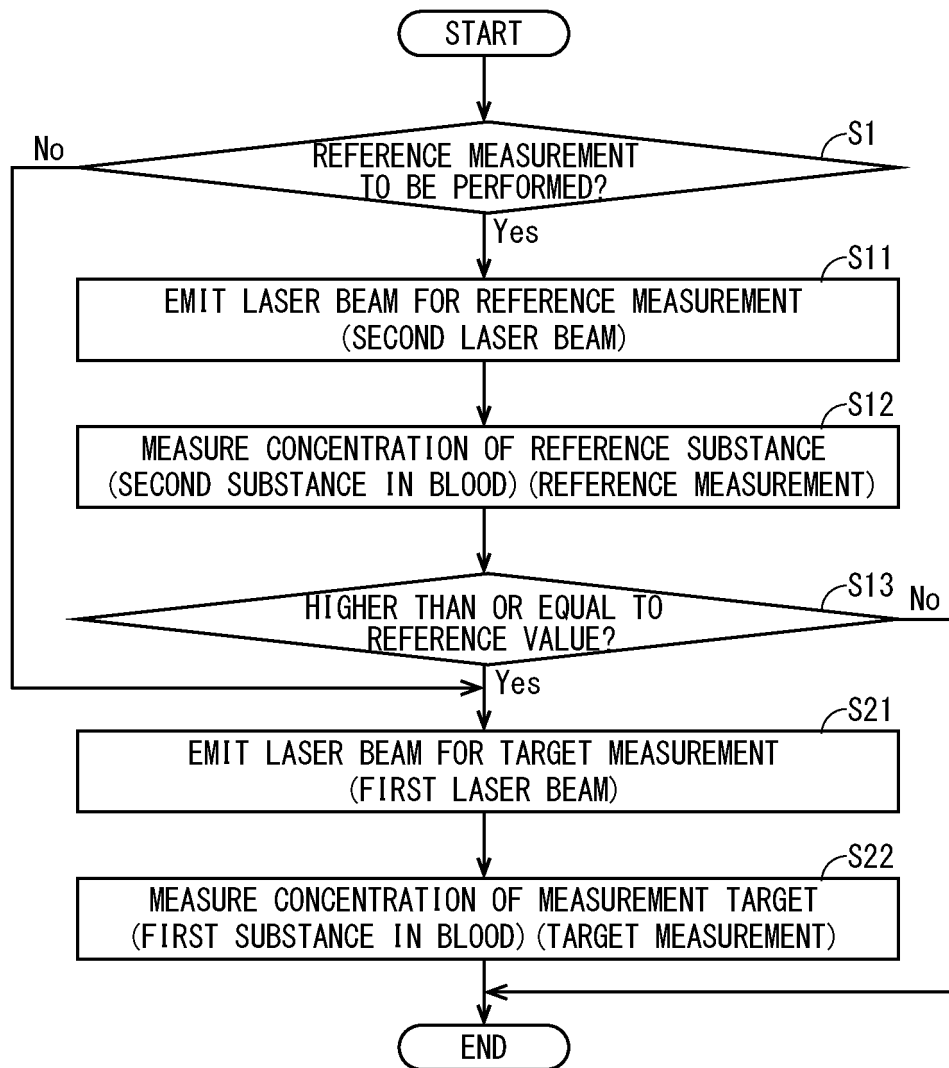 START
S1
No
REFERENCE MEASUREMENT
TO BE PERFORMED?
Yes
S11
EMIT LASER BEAM FOR REFERENCE MEASUREMENT
(SECOND LASER BEAM)
S12
MEASURE CONCENTRATION OF REFERENCE SUBSTANCE
(SECOND SUBSTANCE IN BLOOD) (REFERENCE MEASUREMENT)
S13
No
HIGHER THAN OR EQUAL TO
REFERENCE VALUE?
Yes
S21
EMIT LASER BEAM FOR TARGET MEASUREMENT
(FIRST LASER BEAM)
S22
MEASURE CONCENTRATION OF MEASUREMENT TARGET
(FIRST SUBSTANCE IN BLOOD) (TARGET MEASUREMENT)
END